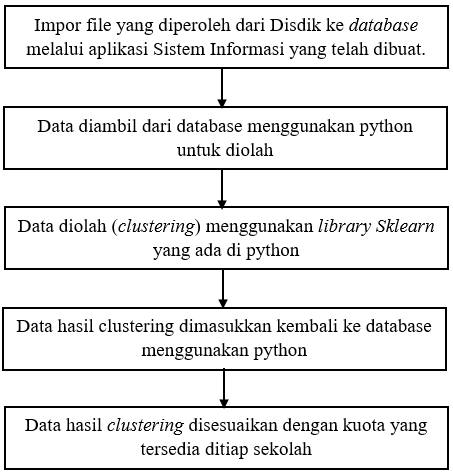 Impor file yang diperoleh dari Disdik ke database
melalui aplikasi Sistem Informasi yang telah dibuat.
Data diambil dari database menggunakan python
untuk diolah
Data diolah (clustering) menggunakan library Sklearn
yang ada di python
Data hasil clustering dimasukkan kembali ke database
menggunakan python
Data hasil clustering disesuaikan dengan kuota yang
tersedia ditiap sekolah